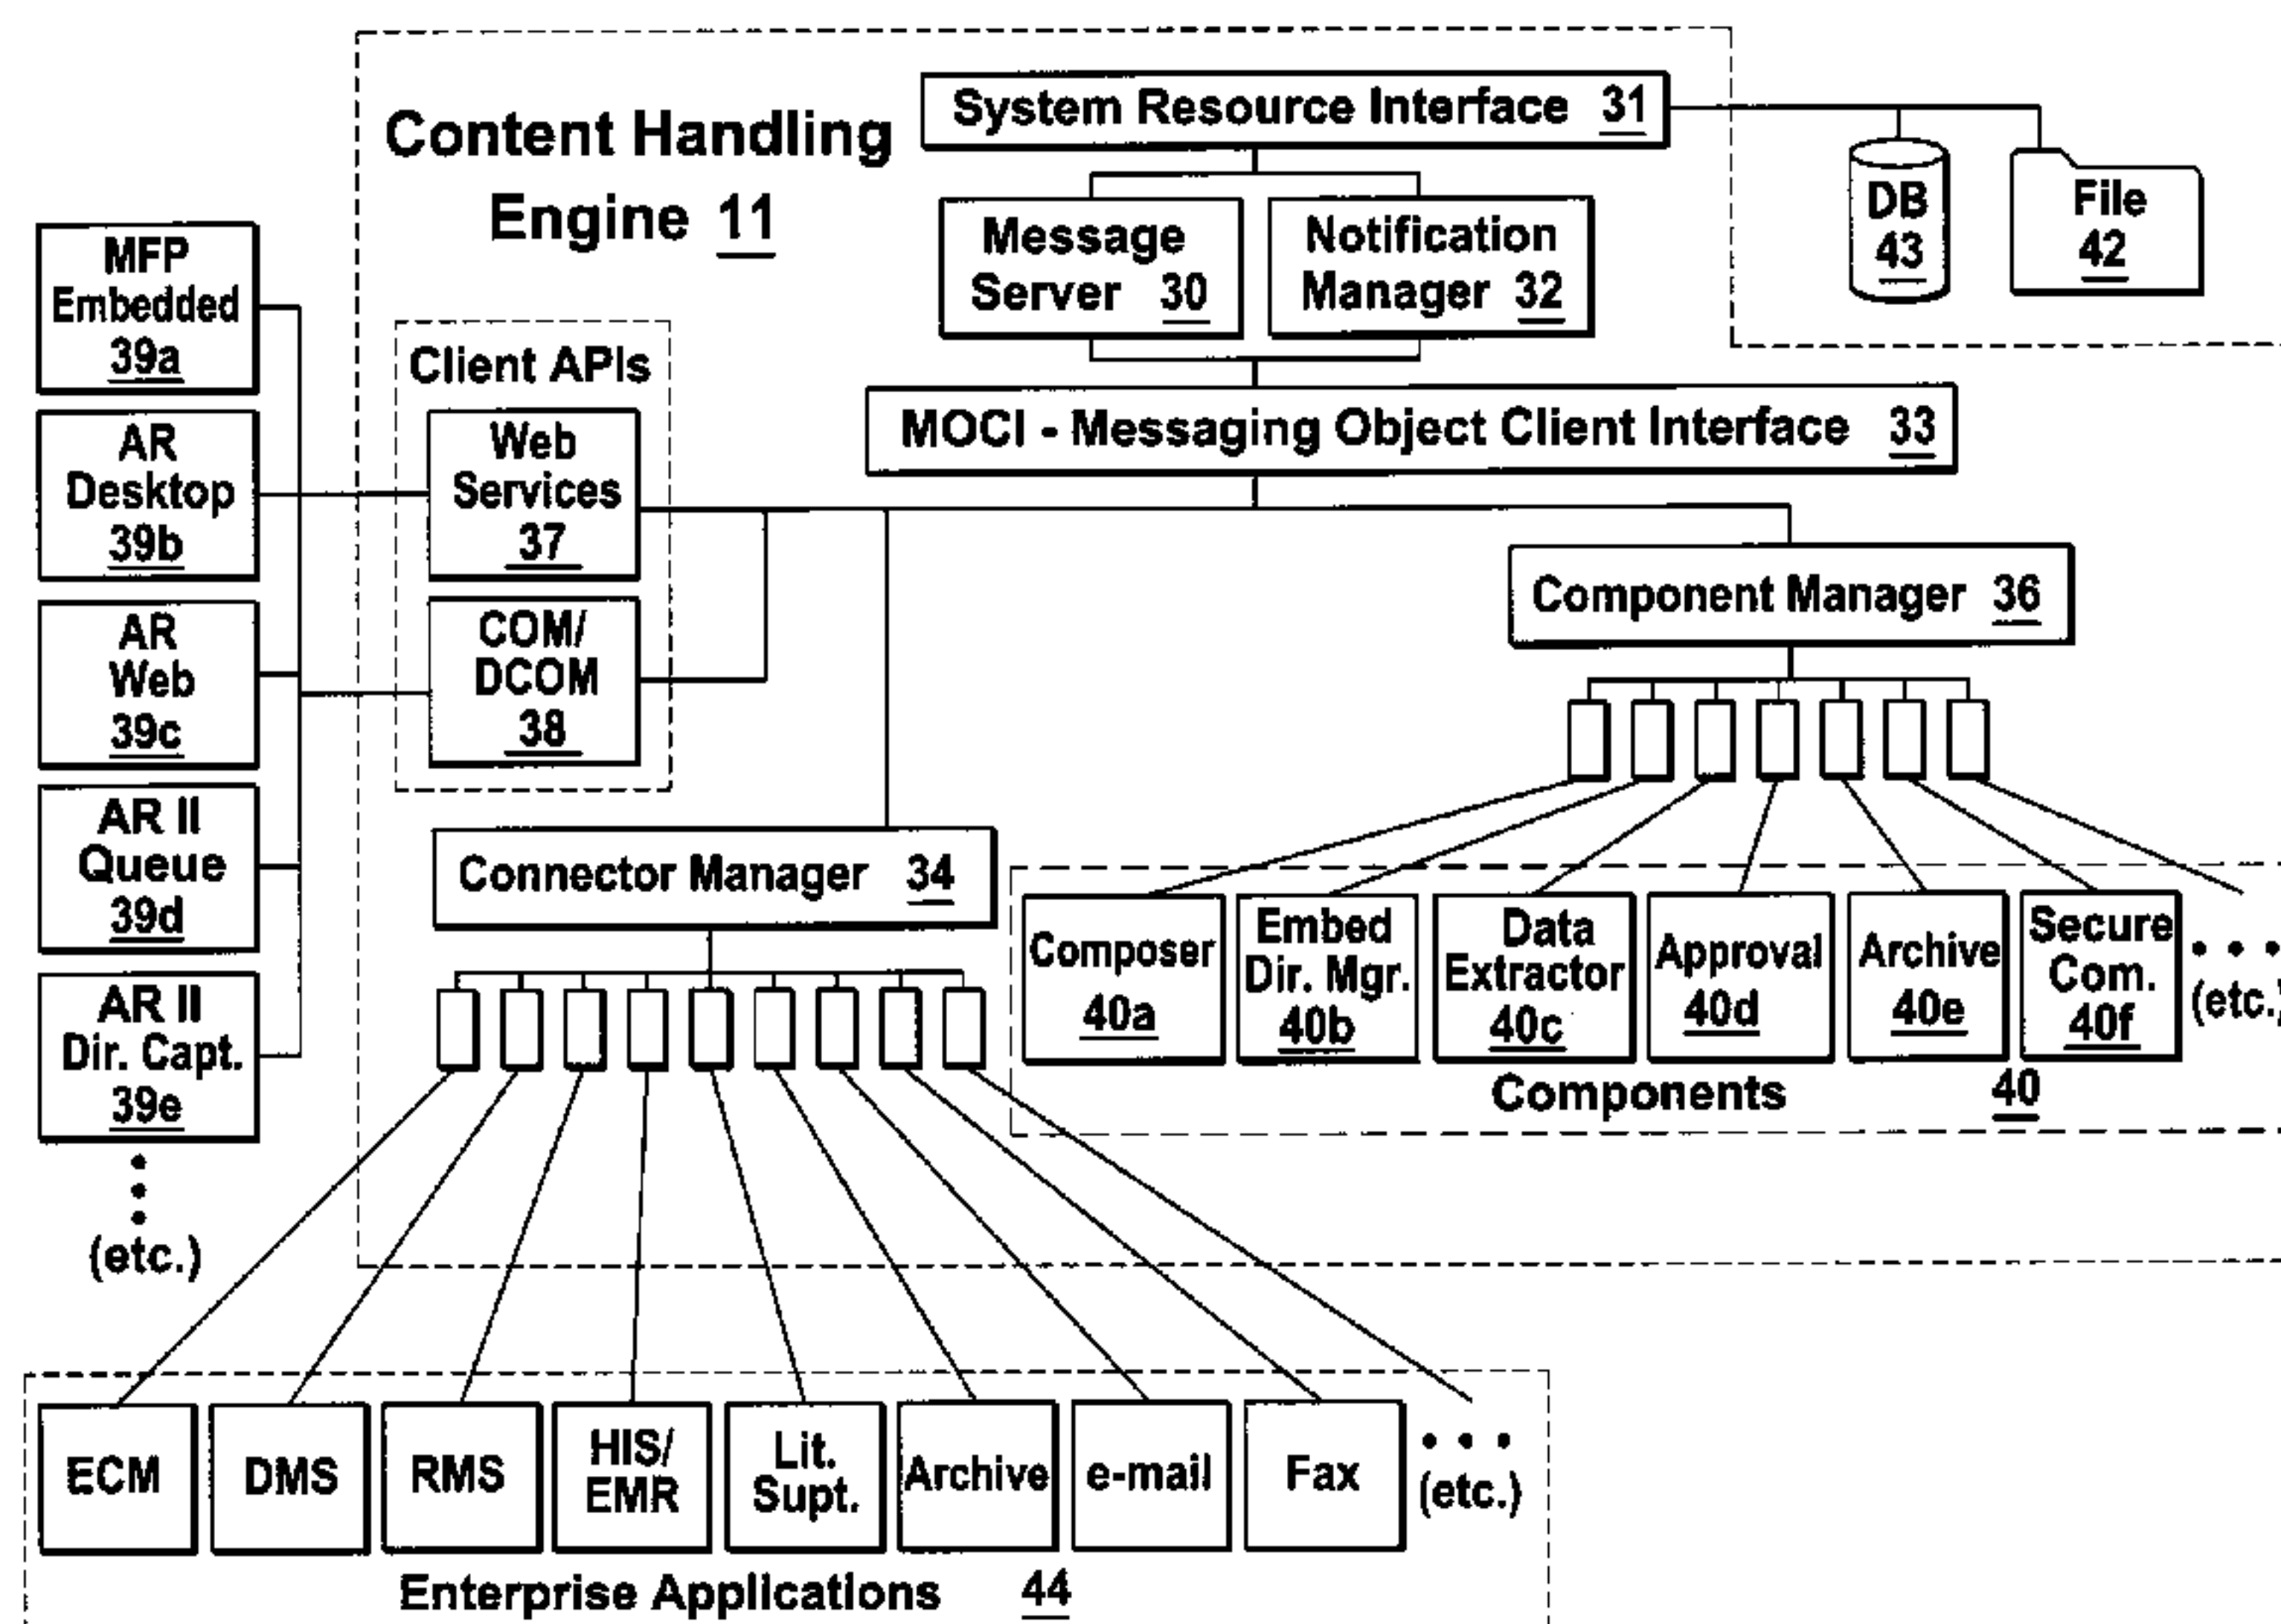 Content Handling
Engine 11
System Resource Interface 31
Message
Server 30
Notification
Manager 32
DB
43
File
42
MOCI - Messaging Object Client Interface 33
MFP
Embedded
39a
AR
Desktop
39b
AR
Web
39c
AR II
Queue
39d
AR II
Dir. Capt.
39e
(etc.)
Client APIs
Web
Services
37
COM/
DCOM
38
Component Manager 36
Connector Manager 34
Composer
40a
Embed
Dir. Mgr.
40b
Data
Extractor
40c
Approval
40d
Archive
40e
Secure
Com.
40f
• • •
(etc.)
Components 40
ECM
DMS
RMS
HIS/
EMR
Lit.
Supt.
Archive
e-mail
Fax
• • •
(etc.)
Enterprise Applications 44